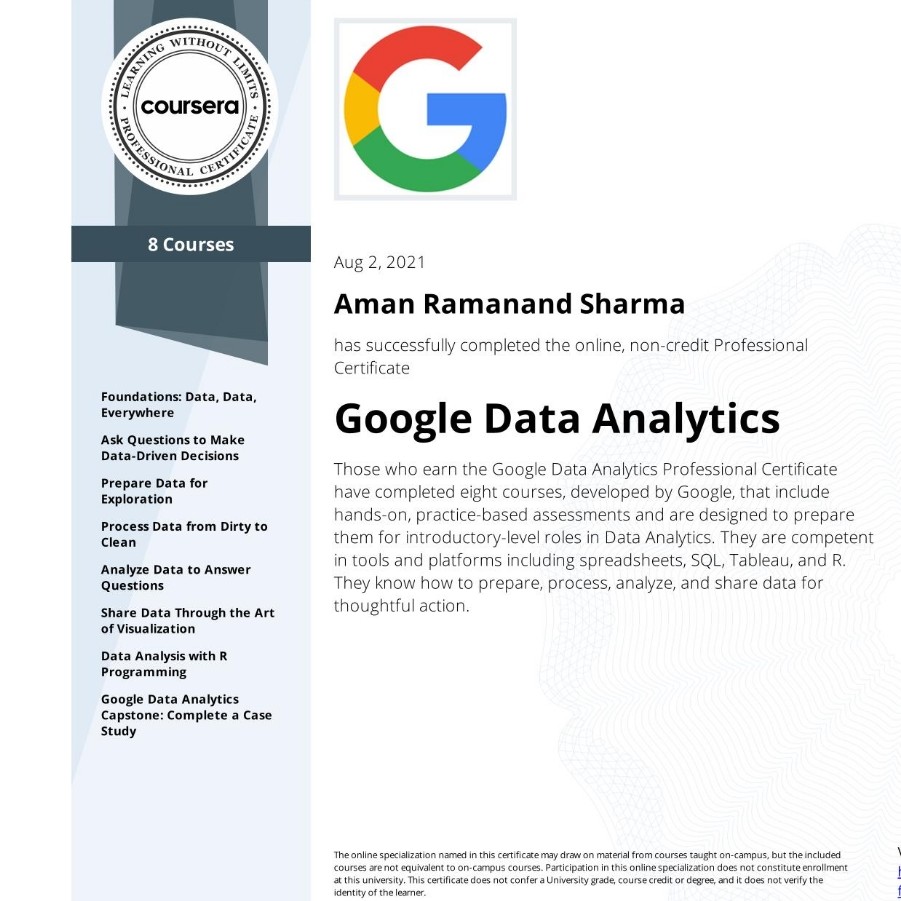 LEARNING WITHOUT LIMITS
coursera
PROFESSIONAL CERTIFICATE
8 Courses
Foundations: Data, Data,
Everywhere
Ask Questions to Make
Data-Driven Decisions
Prepare Data for
Exploration
Process Data from Dirty to
Clean
Analyze Data to Answer
Questions
Share Data Through the Art
of Visualization
Data Analysis with R
Programming
Google Data Analytics
Capstone: Complete a Case
Study
G
Aug 2, 2021
Aman Ramanand Sharma
has successfully completed the online, non-credit Professional
Certificate
Google Data Analytics
Those who earn the Google Data Analytics Professional Certificate
have completed eight courses, developed by Google, that include
hands-on, practice-based assessments and are designed to prepare
them for introductory-level roles in Data Analytics. They are competent
in tools and platforms including spreadsheets, SQL, Tableau, and R.
They know how to prepare, process, analyze, and share data for
thoughtful action.
The online specialization named in this certificate may draw on material from courses taught on-campus, but the included
courses are not equivalent to on-campus courses. Participation in this online specialization does not constitute enrollment
at this university. This certificate does not confer a University grade, course credit or degree, and it does not verify the
identity of the learner.